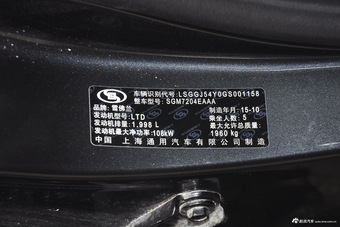 车辆识别代号: LSGGJ54Y0GS001158
整车型号: SGM7204EAAA
品牌: 雪佛兰 制造年月 15-10
发动机型号: LTD 乘坐人数: 5
发动机排量: 1.998 L 最大允许总质量:
发动机最大净功率: 108kW 1960 kg
中国 上海通用汽车有限公司